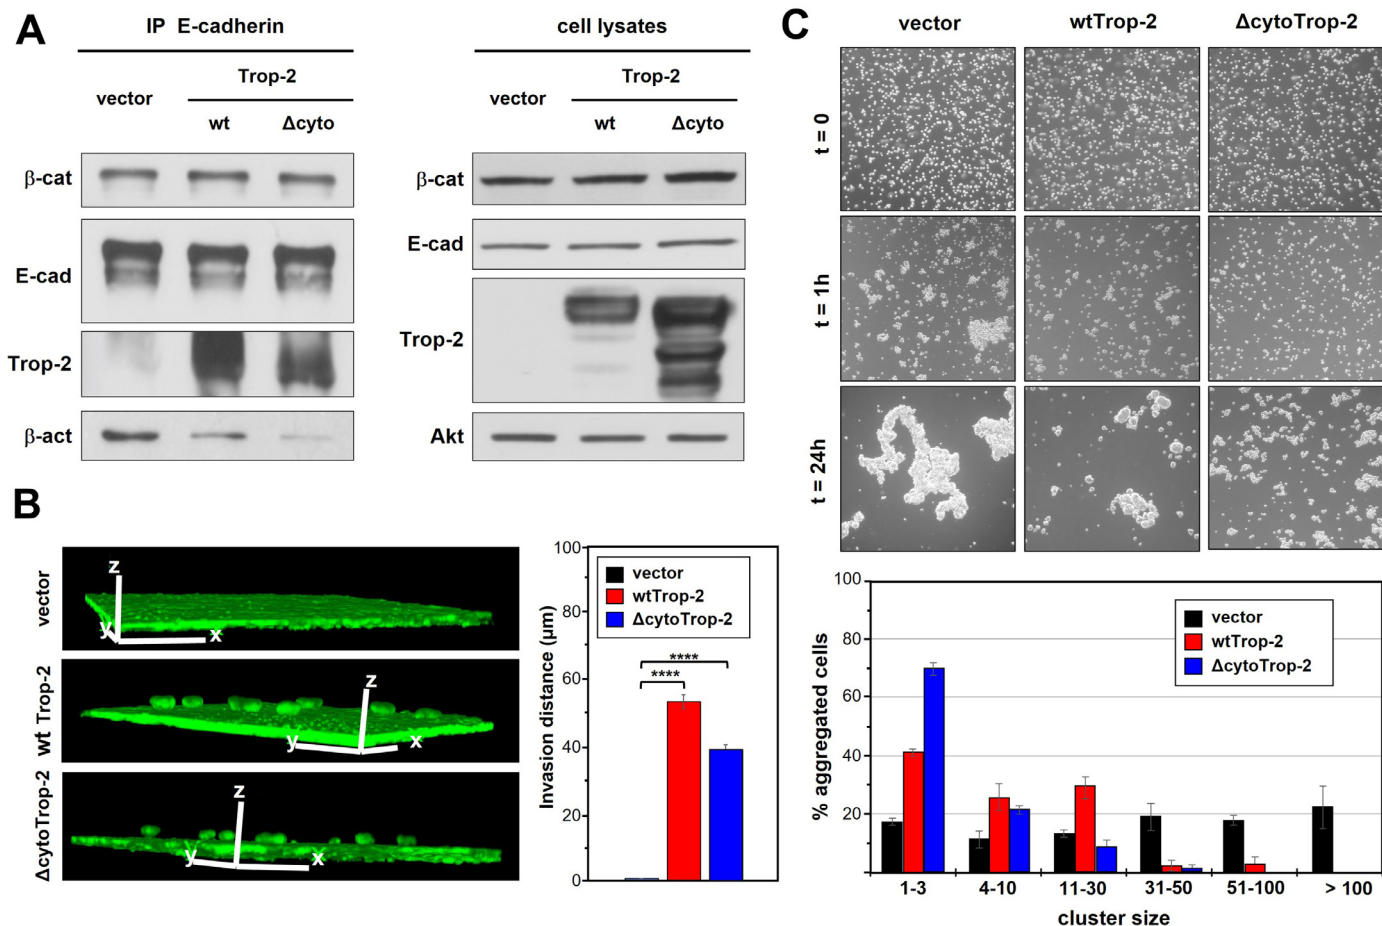 A
IP E-cadherin
cell lysates
Trop-2
Trop-2
vector
vector
wt
Δcyto
wt
Δcyto
β-cat
E-cad
Trop-2
β-act
β-cat
E-cad
Trop-2
Akt
B
vector
z
y
x
wt Trop-2
z
y
x
ΔcytoTrop-2
z
y
x
Invasion distance (μm)
100
80
60
40
20
0
vector
wtTrop-2
ΔcytoTrop-2
****
****
C
vector
wtTrop-2
ΔcytoTrop-2
t = 0
t = 1h
t = 24h
% aggregated cells
100
80
60
40
20
vector
wtTrop-2
ΔcytoTrop-2
1-3
4-10
11-30
31-50
51-100
> 100
cluster size